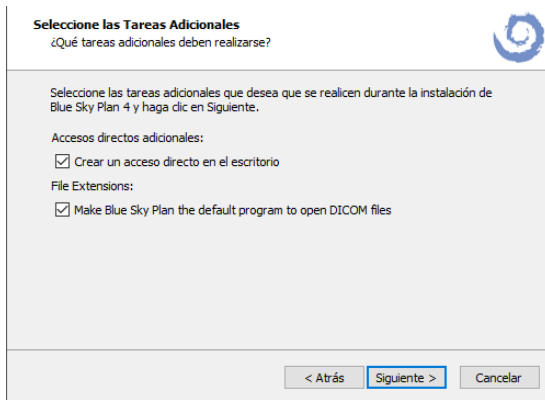 Seleccione las Tareas Adicionales
¿Qué tareas adicionales deben realizarse?
Seleccione las tareas adicionales que desea que se realicen durante la instalación de
Blue Sky Plan 4 y haga clic en Siguiente.
Accesos directos adicionales:
Crear un acceso directo en el escritorio
File Extensions:
Make Blue Sky Plan the default program to open DICOM files
< Atrás Siguiente > Cancelar